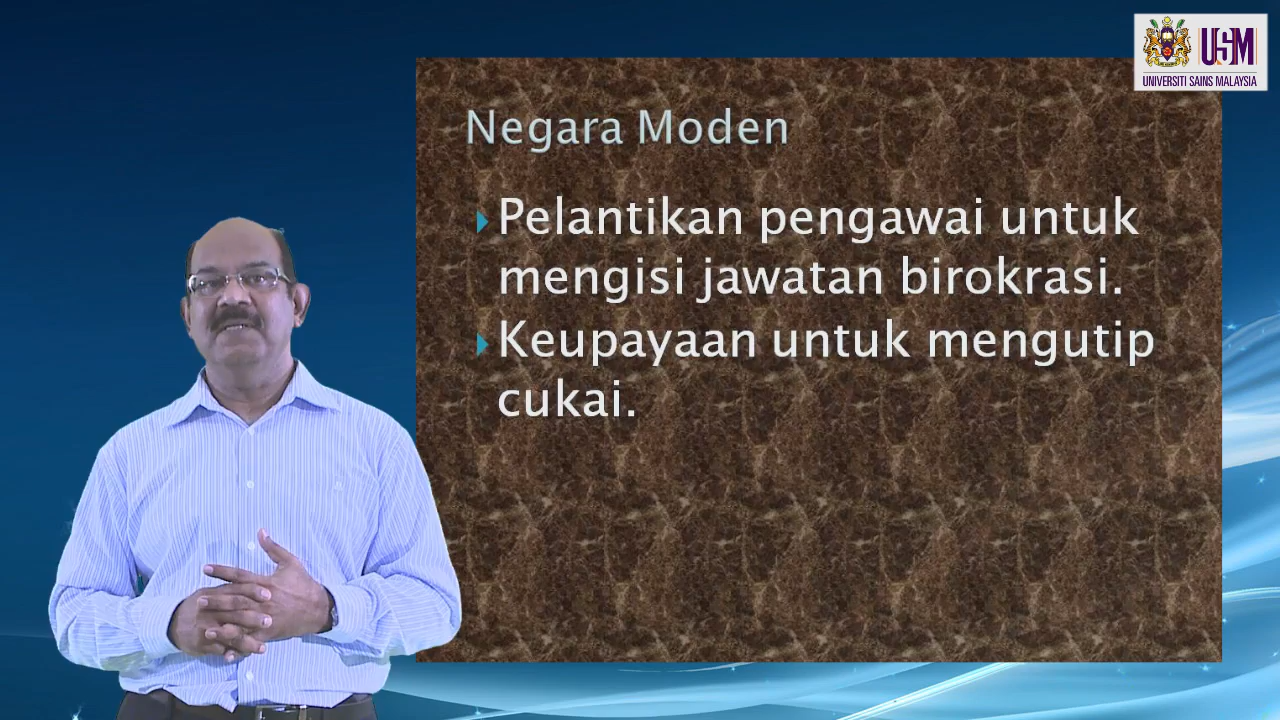 USM
UNIVERSITI SAINS MALAYSIA
Negara Moden
Pelantikan pengawai untuk
mengisi jawatan birokrasi.
Keupayaan untuk mengutip
cukai.